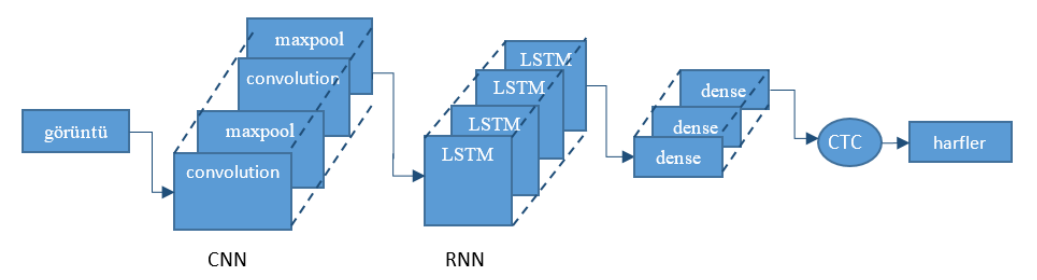 görüntü
maxpool
convolution
maxpool
convolution
CNN
LSTM
LSTM
LSTM
LSTM
RNN
dense
dense
dense
CTC
harfler